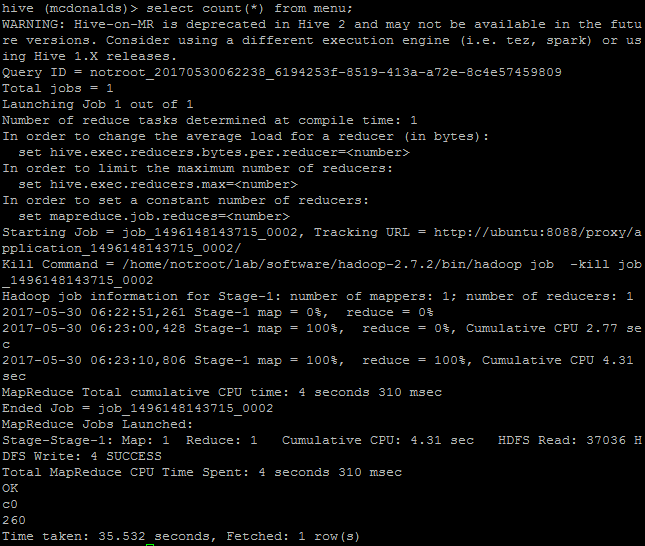 hive (mcdonalds)> select count(*) from menu;
WARNING: Hive-on-MR is deprecated in Hive 2 and may not be available in the futu
re versions. Consider using a different execution engine (i.e. tez, spark) or us
ing Hive 1.X releases.
Query ID = notroot_20170530062238_6194253f-8519-413a-a72e-8c4e57459809
Total jobs = 1
Launching Job 1 out of 1
Number of reduce tasks determined at compile time: 1
In order to change the average load for a reducer (in bytes):
  set hive.exec.reducers.bytes.per.reducer=<number>
In order to limit the maximum number of reducers:
  set hive.exec.reducers.max=<number>
In order to set a constant number of reducers:
  set mapreduce.job.reduces=<number>
Starting Job = job_1496148143715_0002, Tracking URL = http://ubuntu:8088/proxy/a
pplication_1496148143715_0002/
Kill Command = /home/notroot/lab/software/hadoop-2.7.2/bin/hadoop job  -kill job
_1496148143715_0002
Hadoop job information for Stage-1: number of mappers: 1; number of reducers: 1
2017-05-30 06:22:51,261 Stage-1 map = 0%,  reduce = 0%
2017-05-30 06:23:00,428 Stage-1 map = 100%,  reduce = 0%, Cumulative CPU 2.77 se
c
2017-05-30 06:23:10,806 Stage-1 map = 100%,  reduce = 100%, Cumulative CPU 4.31
sec
MapReduce Total cumulative CPU time: 4 seconds 310 msec
Ended Job = job_1496148143715_0002
MapReduce Jobs Launched:
Stage-Stage-1: Map: 1  Reduce: 1   Cumulative CPU: 4.31 sec   HDFS Read: 37036 H
DFS Write: 4 SUCCESS
Total MapReduce CPU Time Spent: 4 seconds 310 msec
OK
c0
260
Time taken: 35.532 seconds, Fetched: 1 row(s)